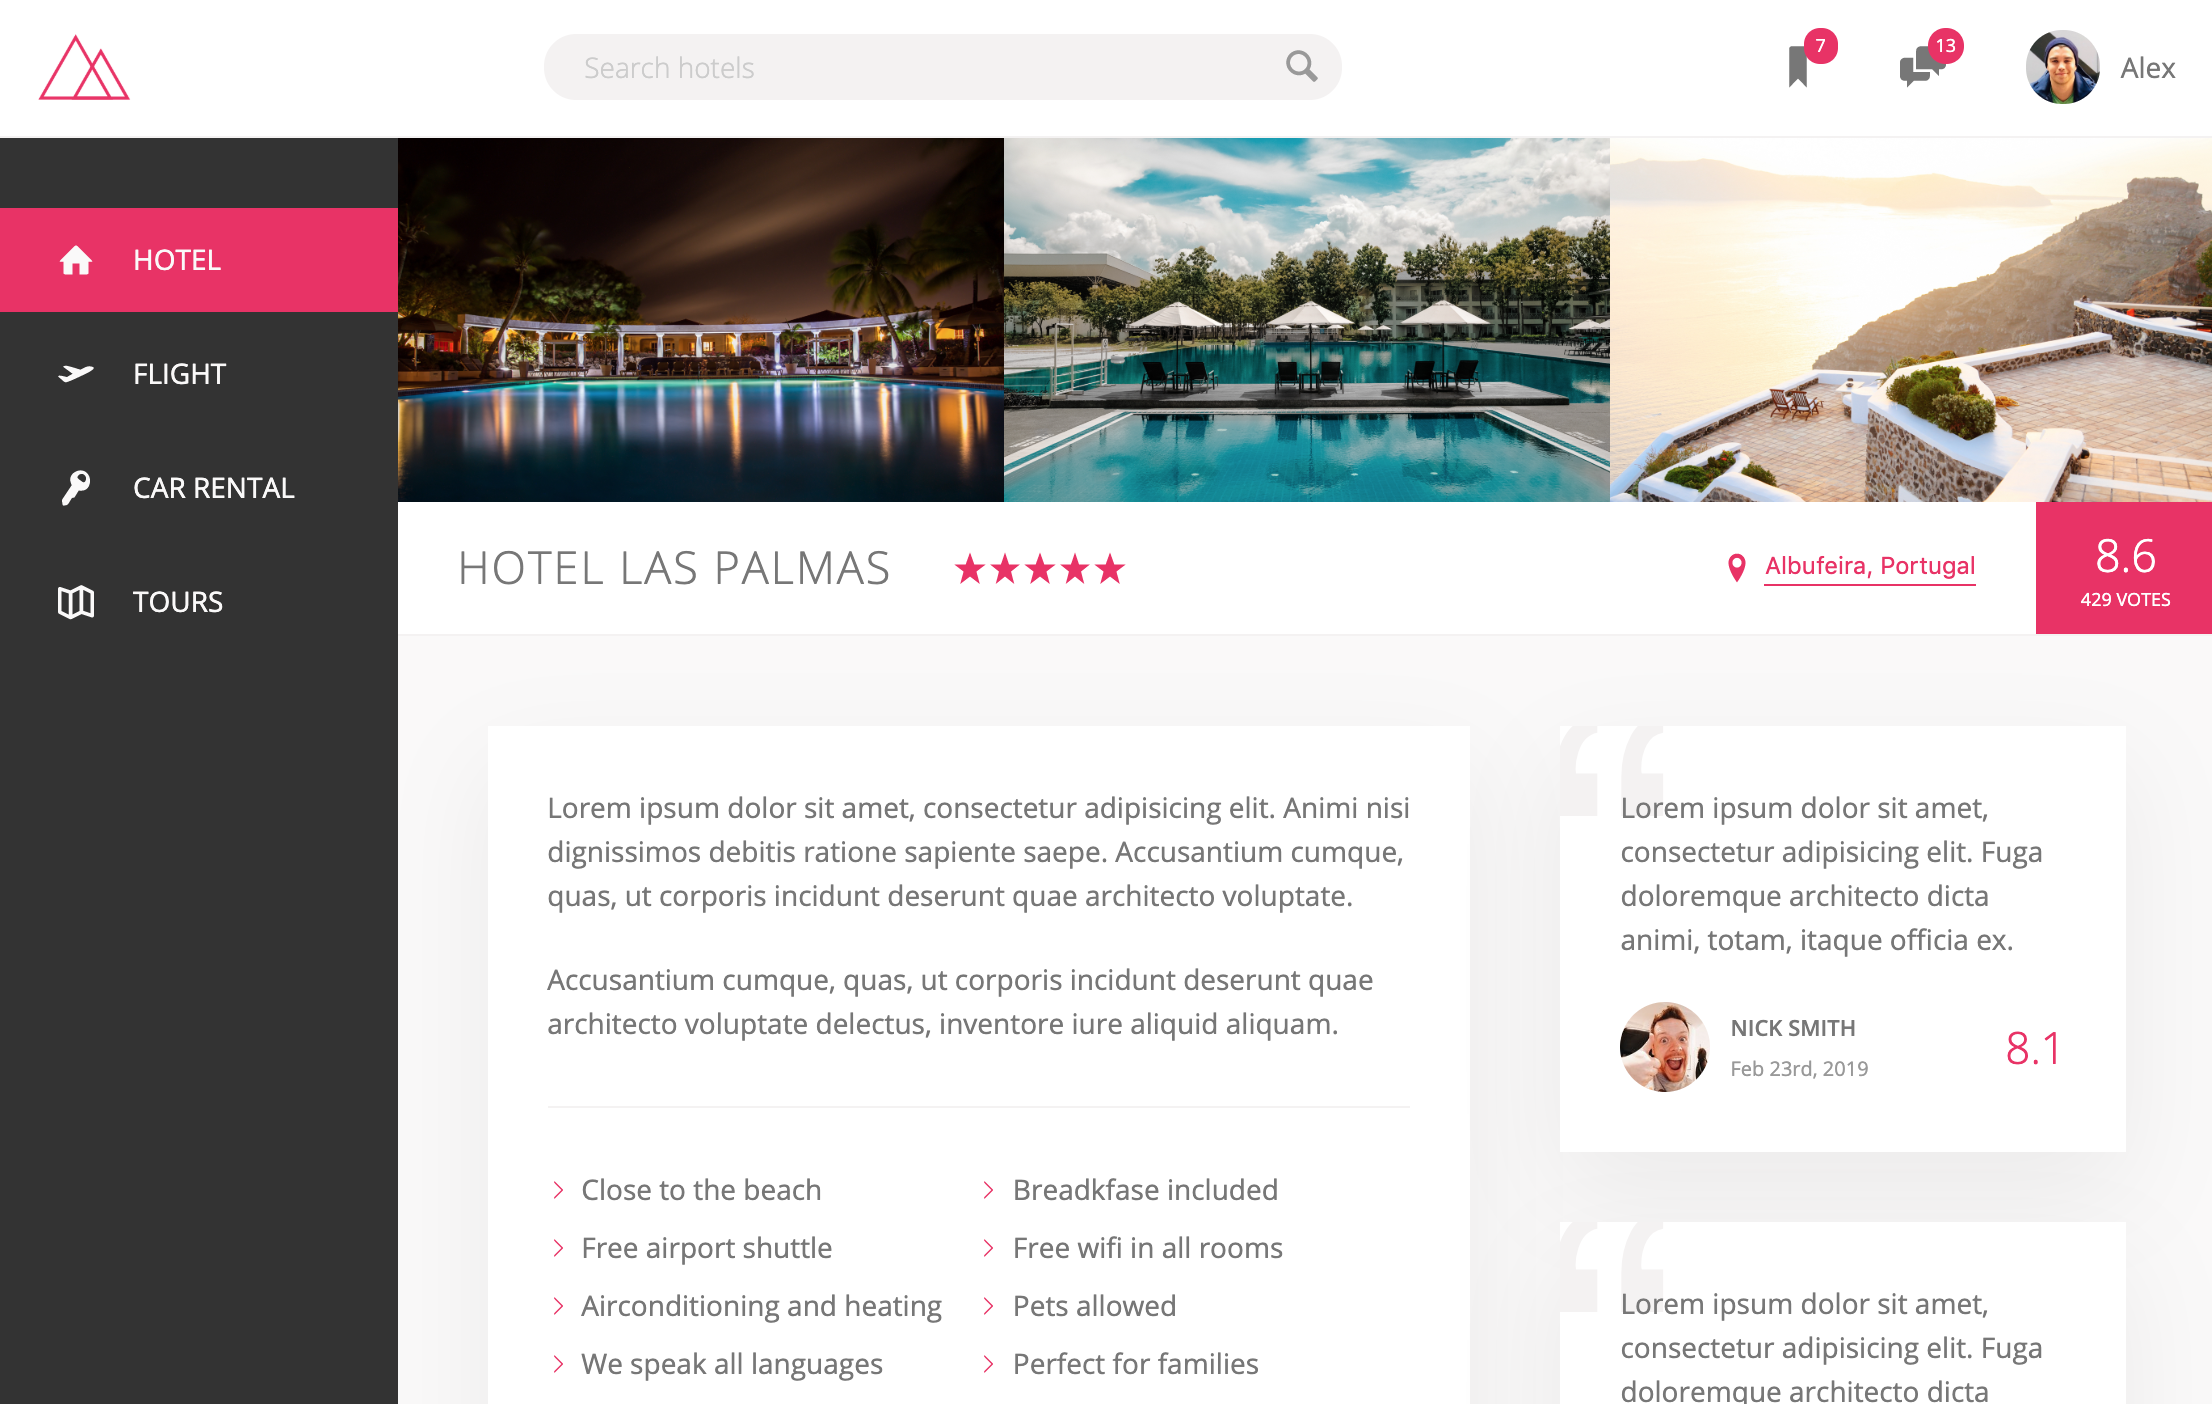 Search hotels
7
13
Alex
HOTEL
FLIGHT
CAR RENTAL
TOURS
HOTEL LAS PALMAS
Albufeira, Portugal
8.6
429 VOTES
Lorem ipsum dolor sit amet, consectetur adipisicing elit. Animi nisi
dignissimos debitis ratione sapiente saepe. Accusantium cumque,
quas, ut corporis incidunt deserunt quae architecto voluptate.
Accusantium cumque, quas, ut corporis incidunt deserunt quae
architecto voluptate delectus, inventore iure aliquid aliquam.
Close to the beach
Breadkfase included
Free airport shuttle
Free wifi in all rooms
Airconditioning and heating
Pets allowed
We speak all languages
Perfect for families
“
Lorem ipsum dolor sit amet,
consectetur adipisicing elit. Fuga
doloremque architecto dicta
animi, totam, itaque officia ex.
NICK SMITH
Feb 23rd, 2019
8.1
“
Lorem ipsum dolor sit amet,
consectetur adipisicing elit. Fuga
doloremque architecto dicta